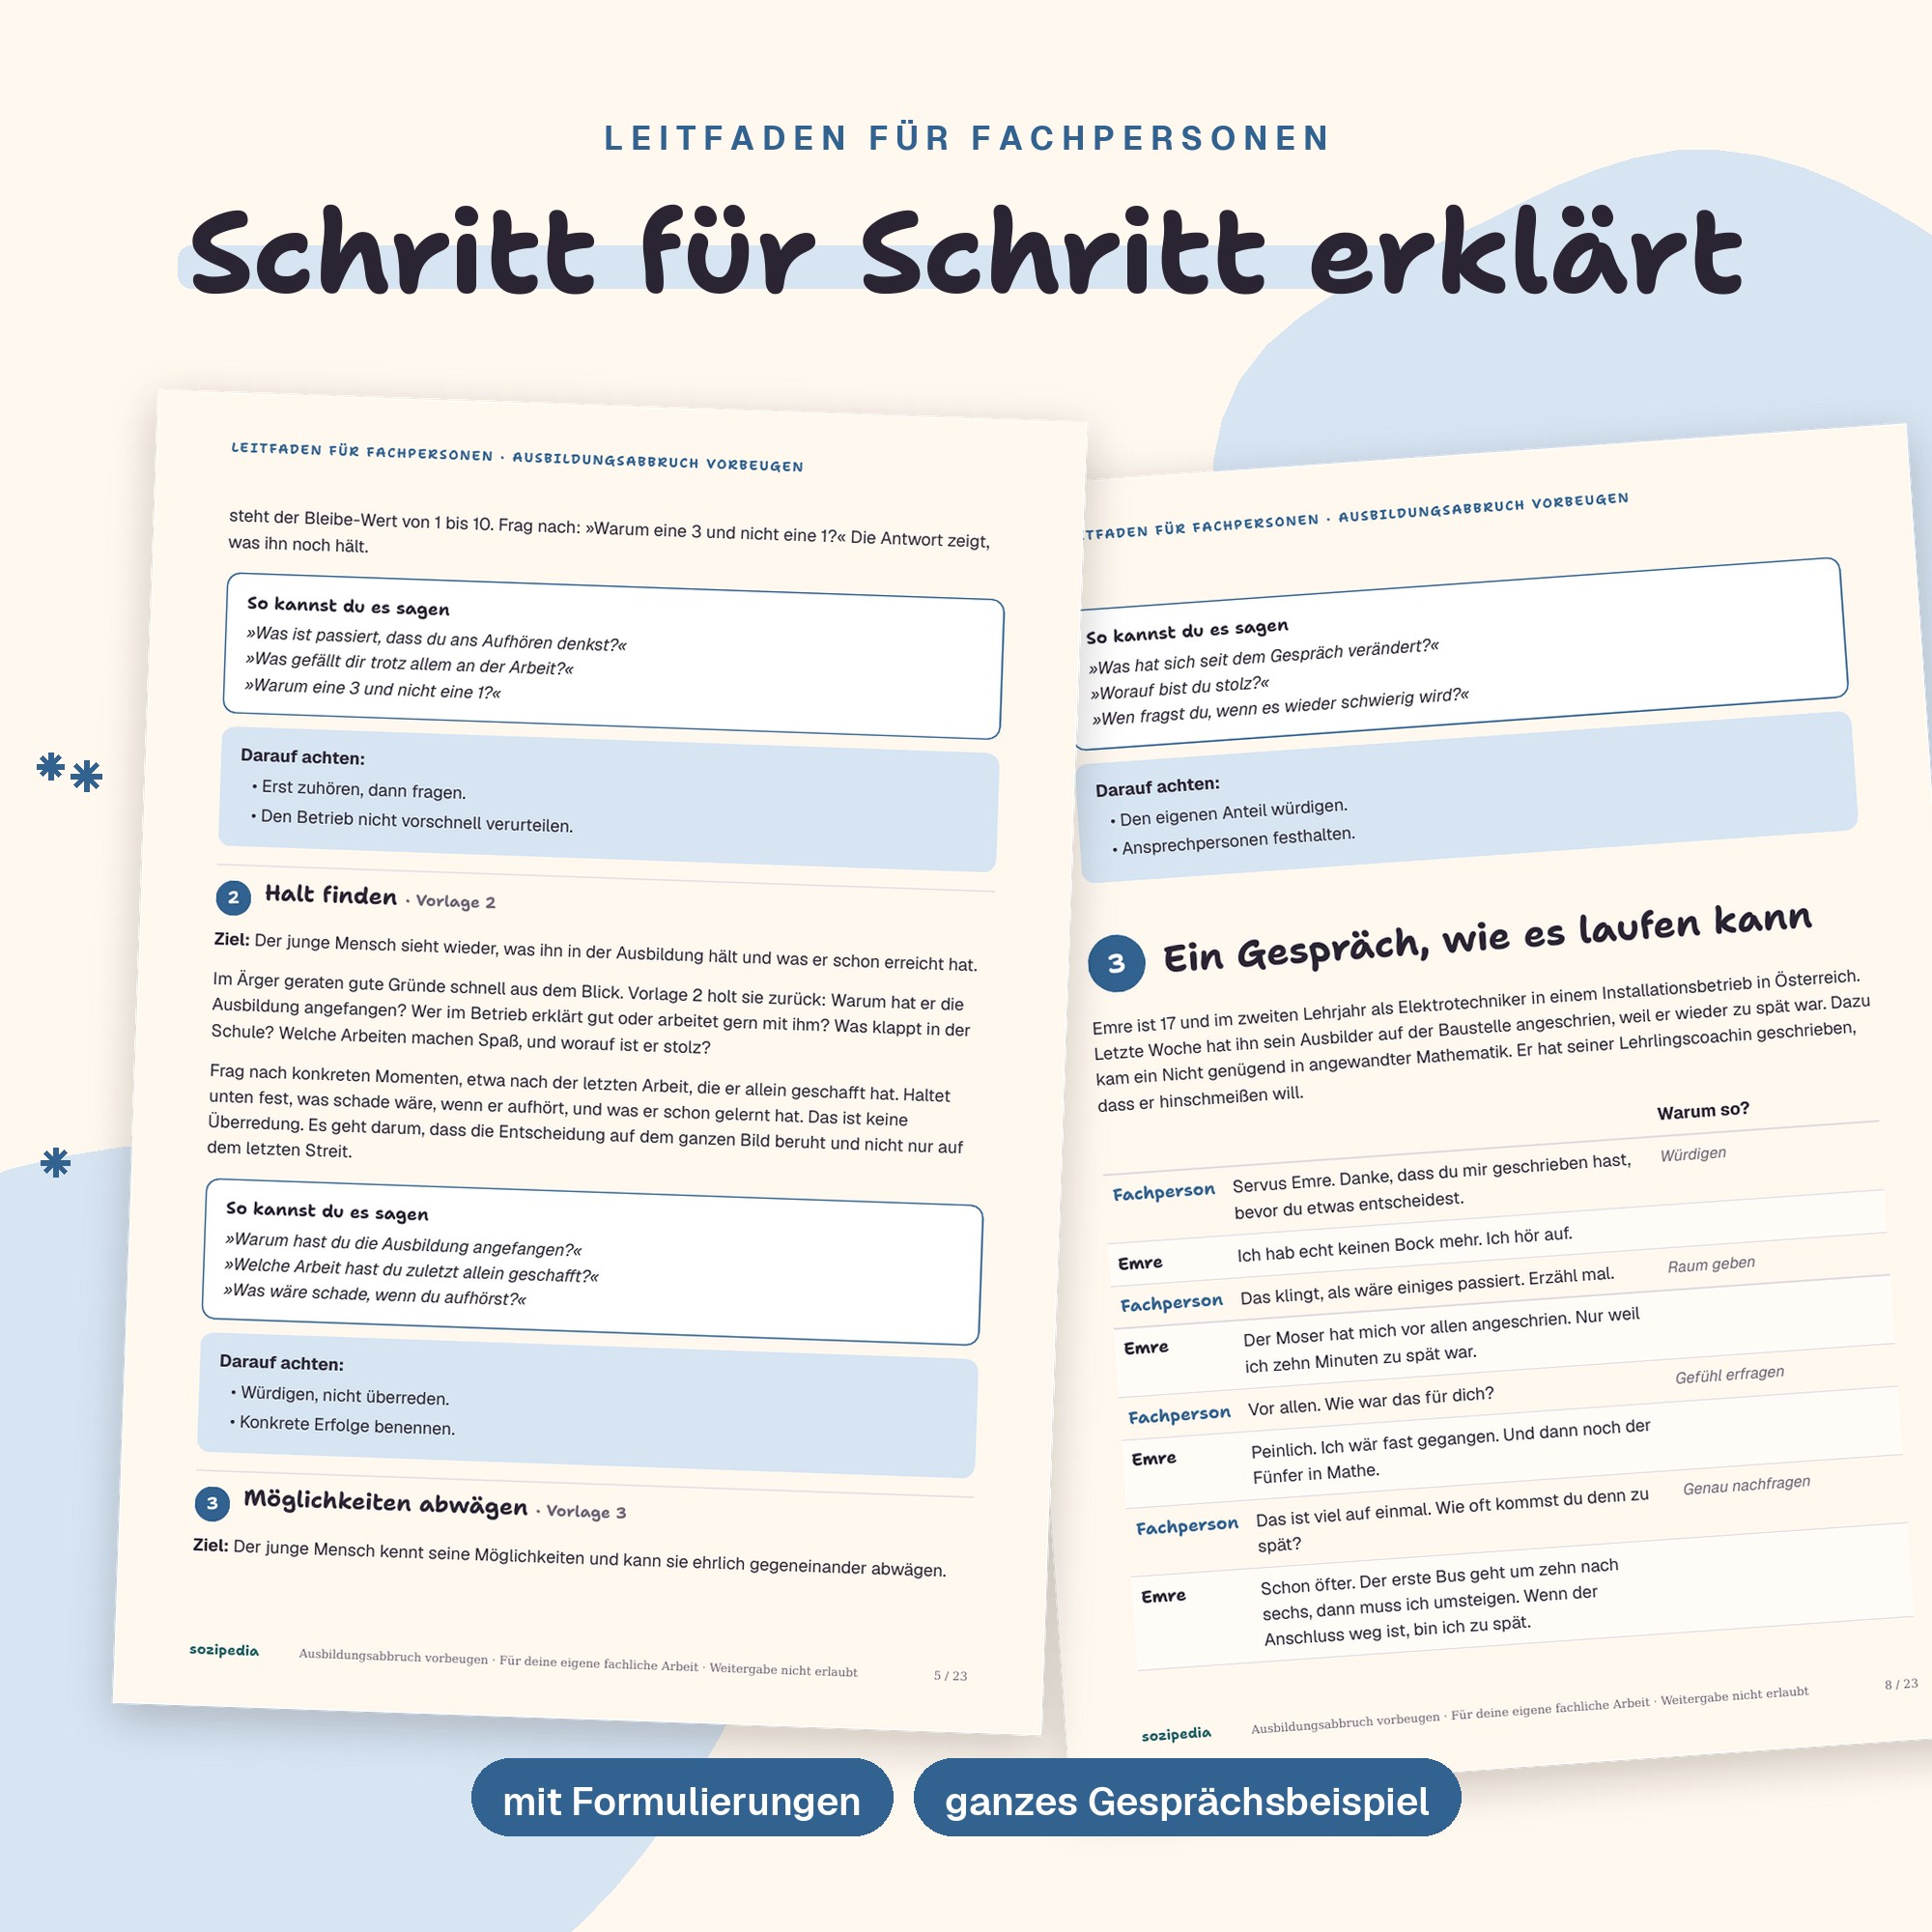 LEITFADEN FÜR FACHPERSONEN
Schritt für Schritt erklärt
LEITFADEN FÜR FACHPERSONEN · AUSBILDUNGSABBRUCH VORBEUGEN
steht der Bleibe-Wert von 1 bis 10. Frag nach: »Warum eine 3 und nicht eine 1?« Die Antwort zeigt,
was ihn noch hält.
So kannst du es sagen
»Was ist passiert, dass du ans Aufhören denkst?«
»Was gefällt dir trotz allem an der Arbeit?«
»Warum eine 3 und nicht eine 1?«
Darauf achten:
• Erst zuhören, dann fragen.
• Den Betrieb nicht vorschnell verurteilen.
2 Halt finden · Vorlage 2
Ziel: Der junge Mensch sieht wieder, was ihn in der Ausbildung hält und was er schon erreicht hat.
Im Ärger geraten gute Gründe schnell aus dem Blick. Vorlage 2 holt sie zurück: Warum hat er die
Ausbildung angefangen? Wer im Betrieb erklärt gut oder arbeitet gern mit ihm? Was klappt in der
Schule? Welche Arbeiten machen Spaß, und worauf ist er stolz?
Frag nach konkreten Momenten, etwa nach der letzten Arbeit, die er allein geschafft hat. Haltet
unten fest, was schade wäre, wenn er aufhört, und was er schon gelernt hat. Das ist keine
Überredung. Es geht darum, dass die Entscheidung auf dem ganzen Bild beruht und nicht nur auf
dem letzten Streit.
So kannst du es sagen
»Warum hast du die Ausbildung angefangen?«
»Welche Arbeit hast du zuletzt allein geschafft?«
»Was wäre schade, wenn du aufhörst?«
Darauf achten:
• Würdigen, nicht überreden.
• Konkrete Erfolge benennen.
3 Möglichkeiten abwägen · Vorlage 3
Ziel: Der junge Mensch kennt seine Möglichkeiten und kann sie ehrlich gegeneinander abwägen.
sozipedia Ausbildungsabbruch vorbeugen · Für deine eigene fachliche Arbeit · Weitergabe nicht erlaubt 5 / 23
TFADEN FÜR FACHPERSONEN · AUSBILDUNGSABBRUCH VORBEUGEN
So kannst du es sagen
»Was hat sich seit dem Gespräch verändert?«
»Worauf bist du stolz?«
»Wen fragst du, wenn es wieder schwierig wird?«
Darauf achten:
• Den eigenen Anteil würdigen.
• Ansprechpersonen festhalten.
3 Ein Gespräch, wie es laufen kann
Emre ist 17 und im zweiten Lehrjahr als Elektrotechniker in einem Installationsbetrieb in Österreich.
Letzte Woche hat ihn sein Ausbilder auf der Baustelle angeschrien, weil er wieder zu spät war. Dazu
kam ein Nicht genügend in angewandter Mathematik. Er hat seiner Lehrlingscoachin geschrieben,
dass er hinschmeißen will.
Warum so?
Fachperson Servus Emre. Danke, dass du mir geschrieben hast, Würdigen
bevor du etwas entscheidest.
Emre Ich hab echt keinen Bock mehr. Ich hör auf.
Fachperson Das klingt, als wäre einiges passiert. Erzähl mal. Raum geben
Emre Der Moser hat mich vor allen angeschrien. Nur weil
ich zehn Minuten zu spät war.
Fachperson Vor allen. Wie war das für dich? Gefühl erfragen
Emre Peinlich. Ich wär fast gegangen. Und dann noch der
Fünfer in Mathe.
Fachperson Das ist viel auf einmal. Wie oft kommst du denn zu Genau nachfragen
spät?
Emre Schon öfter. Der erste Bus geht um zehn nach
sechs, dann muss ich umsteigen. Wenn der
Anschluss weg ist, bin ich zu spät.
sozipedia Ausbildungsabbruch vorbeugen · Für deine eigene fachliche Arbeit · Weitergabe nicht erlaubt 8 / 23
mit Formulierungen
ganzes Gesprächsbeispiel